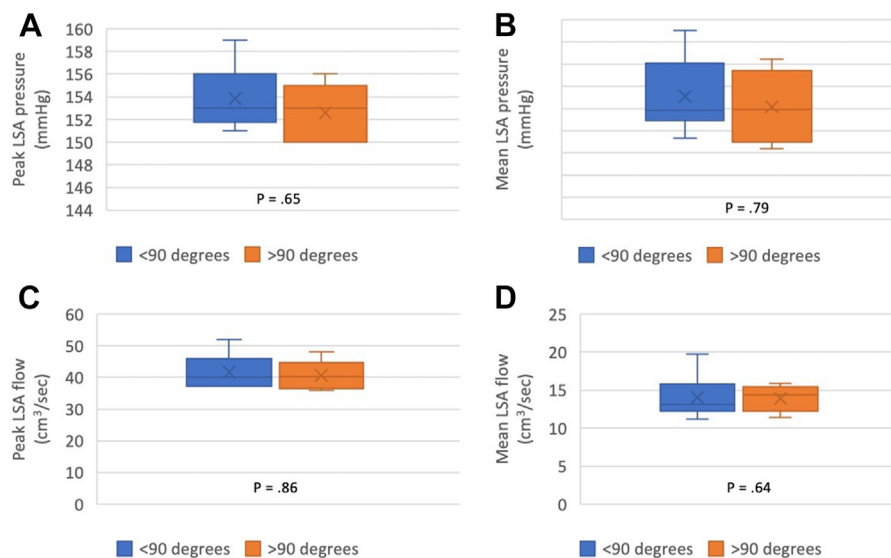 A
Peak LSA pressure
(mmHg)
160
158
156
154
152
150
148
146
144
P = .65
<90 degrees >90 degrees
B
Mean LSA pressure
(mmHg)
P = .79
<90 degrees >90 degrees
C
Peak LSA flow
(cm³/sec)
60
50
40
30
20
10
0
P = .86
<90 degrees >90 degrees
D
Mean LSA flow
(cm³/sec)
25
20
15
10
5
0
P = .64
<90 degrees >90 degrees